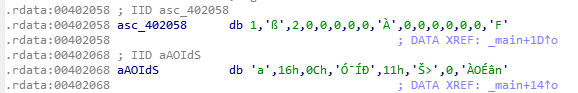 .rdata:00402058 ; IID asc_402058
.rdata:00402058 asc_402058 db 1,'ß',2,0,0,0,0,0,'À',0,0,0,0,0,0,'F'
.rdata:00402058 ; DATA XREF: _main+1D↑o
.rdata:00402068 ; IID aAOIdS
.rdata:00402068 aAOIdS db 'a',16h,0Ch,'Ó¯ÍÐ',11h,'Š>',0,'ÀOÉân'
.rdata:00402068 ; DATA XREF: _main+14↑o